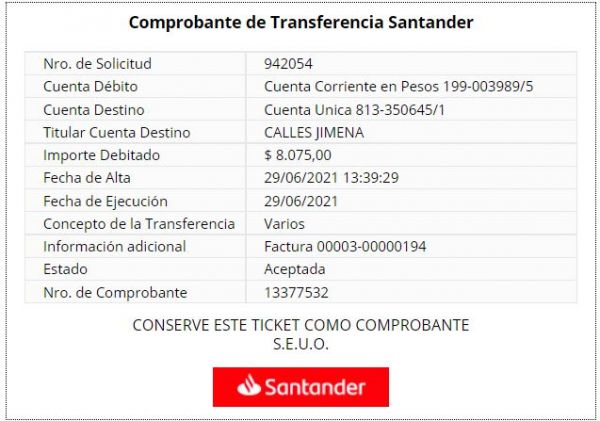 Comprobante de Transferencia Santander
Nro. de Solicitud 942054
Cuenta Débito Cuenta Corriente en Pesos 199-003989/5
Cuenta Destino Cuenta Unica 813-350645/1
Titular Cuenta Destino CALLES JIMENA
Importe Debitado $ 8.075,00
Fecha de Alta 29/06/2021 13:39:29
Fecha de Ejecución 29/06/2021
Concepto de la Transferencia Varios
Información adicional Factura 00003-00000194
Estado Aceptada
Nro. de Comprobante 13377532
CONSERVE ESTE TICKET COMO COMPROBANTE
S.E.U.O.
Santander